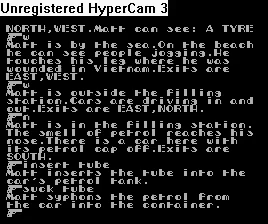 Unregistered HyperCam 3
NORTH,WEST.Matt can see: A TYRE
w
Matt is by the sea.On the beach
he can see people jogging.He
touches his leg where he was
wounded in Vietnam.Exits are
EAST,WEST.
w
Matt is outside the filling
station.Cars are driving in and
out.Exits are EAST,NORTH.
n
Matt is in the filling station.
The smell of petrol reaches his
nose.There is a car here with
its petrol cap off.Exits are
SOUTH.
insert tube
Matt inserts the tube into the
car's petrol tank.
suck tube
Matt syphons the petrol from
the car into the container.